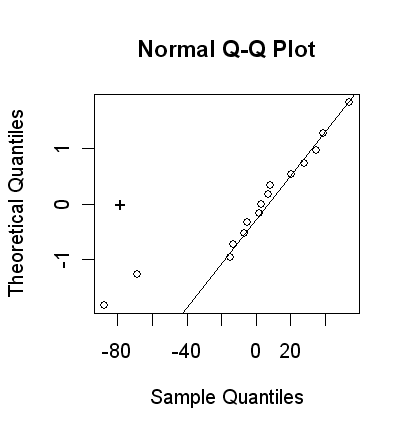 Normal Q-Q Plot
Theoretical Quantiles
1
0
-1
-80 -40 0 20
Sample Quantiles